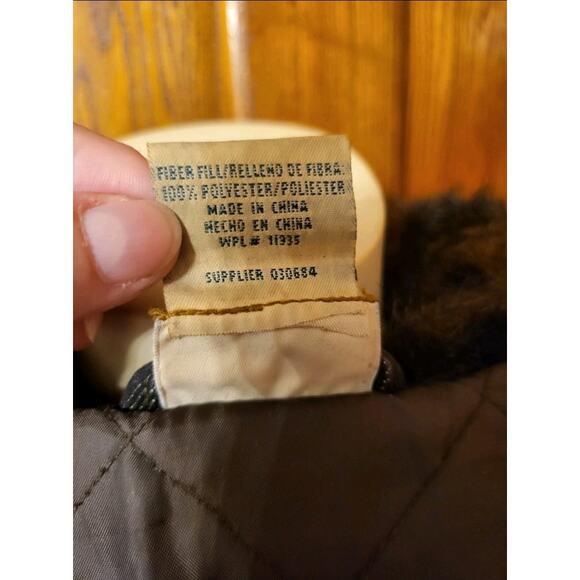 FIBER FILL/RELLENO DE FIBRA:
100% POLYESTER/POLIESTER
MADE IN CHINA
HECHO EN CHINA
WPL# 11935
SUPPLIER 030684